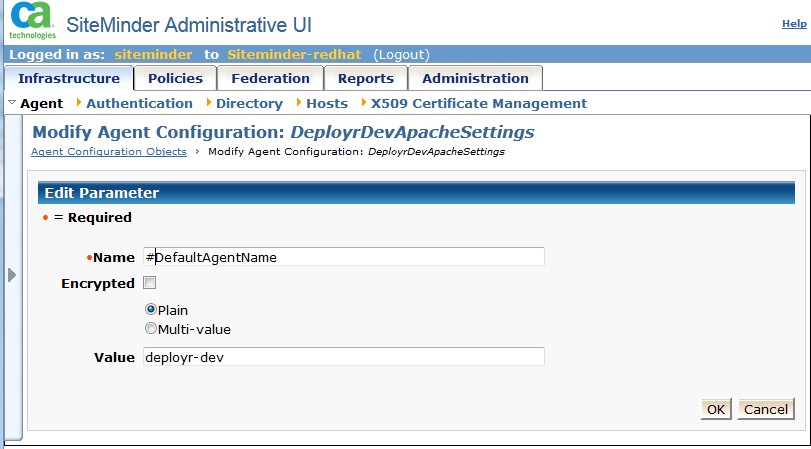 ca
technologies
SiteMinder Administrative UI
Help
Logged in as: siteminder to Siteminder-redhat (Logout)
Infrastructure Policies Federation Reports Administration
Agent Authentication Directory Hosts X509 Certificate Management
Modify Agent Configuration: DeployrDevApacheSettings
Agent Configuration Objects › Modify Agent Configuration: DeployrDevApacheSettings
Edit Parameter
• = Required
•Name #DefaultAgentName
Encrypted
Plain
Multi-value
Value deployr-dev
OK Cancel